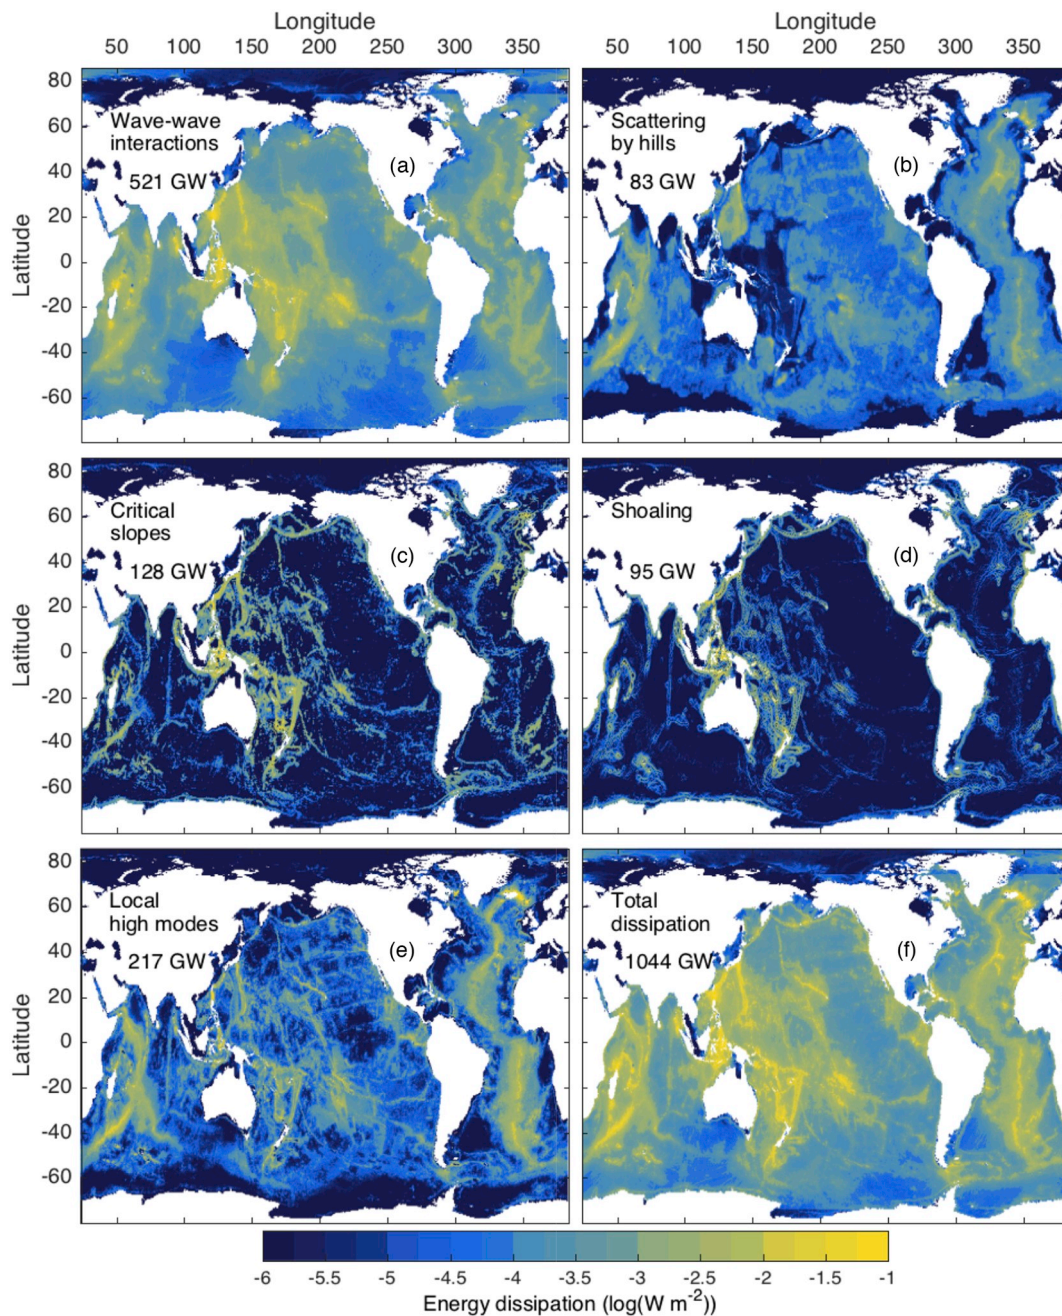 Longitude
Longitude
50 100 150 200 250 300 350
50 100 150 200 250 300 350
Latitude
80
60
40
20
0
-20
-40
-60
Wave-wave
interactions
521 GW
(a)
Scattering
by hills
83 GW
(b)
Latitude
80
60
40
20
0
-20
-40
-60
Critical
slopes
128 GW
(c)
Shoaling
95 GW
(d)
Latitude
80
60
40
20
0
-20
-40
-60
Local
high modes
217 GW
(e)
Total
dissipation
1044 GW
(f)
-6 -5.5 -5 -4.5 -4 -3.5 -3 -2.5 -2 -1.5 -1
Energy dissipation (log(W m⁻²))